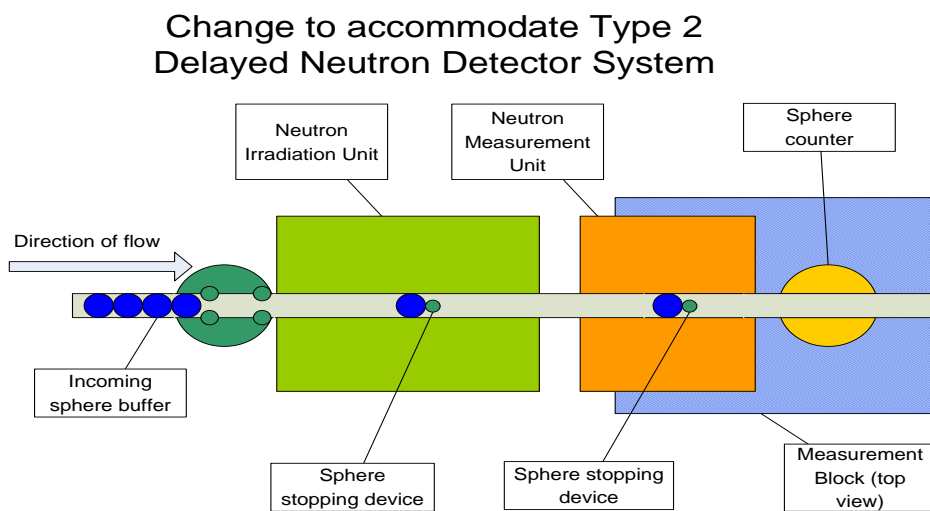 Change to accommodate Type 2
Delayed Neutron Detector System
Neutron
Irradiation Unit
Neutron
Measurement
Unit
Sphere
counter
Direction of flow
Incoming
sphere buffer
Sphere
stopping device
Sphere stopping
device
Measurement
Block (top
view)